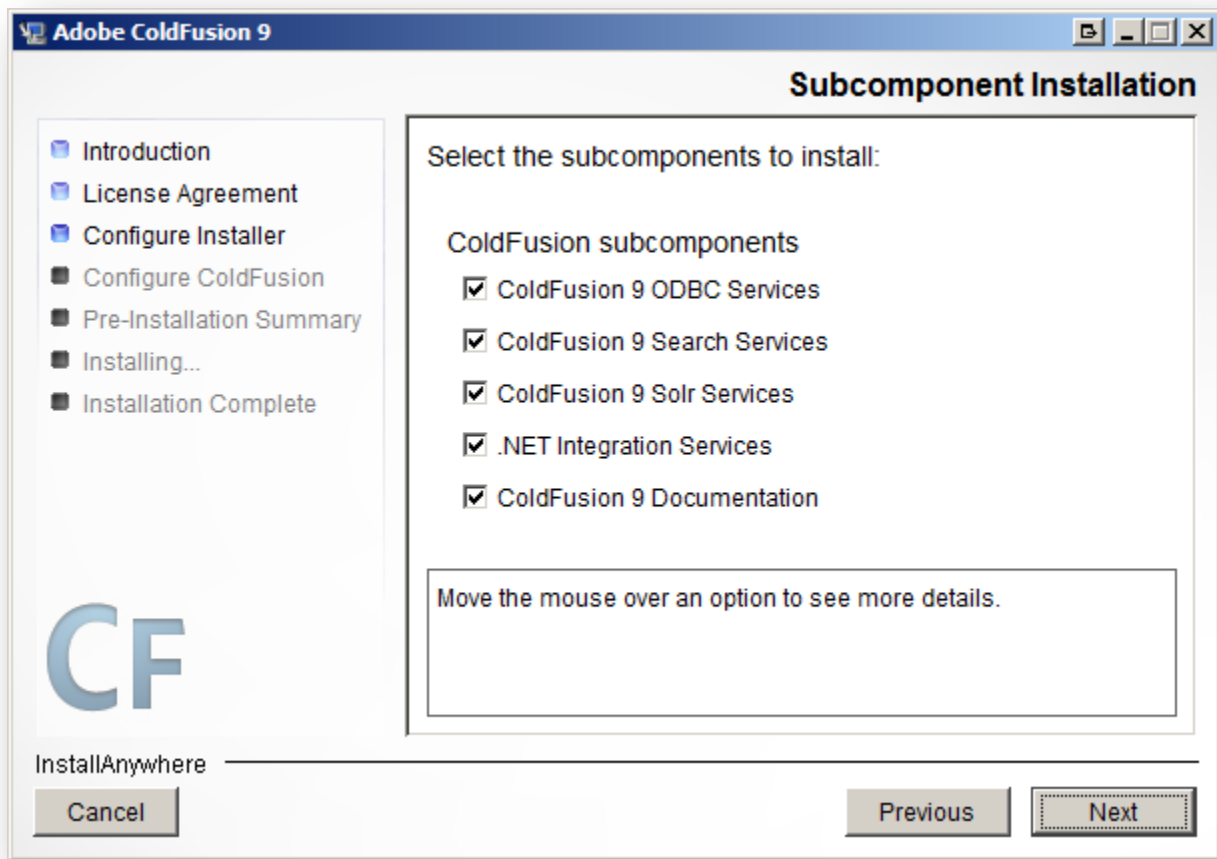 Adobe ColdFusion 9
Subcomponent Installation
Introduction
License Agreement
Configure Installer
Configure ColdFusion
Pre-Installation Summary
Installing...
Installation Complete
CF
Select the subcomponents to install:
ColdFusion subcomponents
ColdFusion 9 ODBC Services
ColdFusion 9 Search Services
ColdFusion 9 Solr Services
.NET Integration Services
ColdFusion 9 Documentation
Move the mouse over an option to see more details.
InstallAnywhere
Cancel
Previous
Next